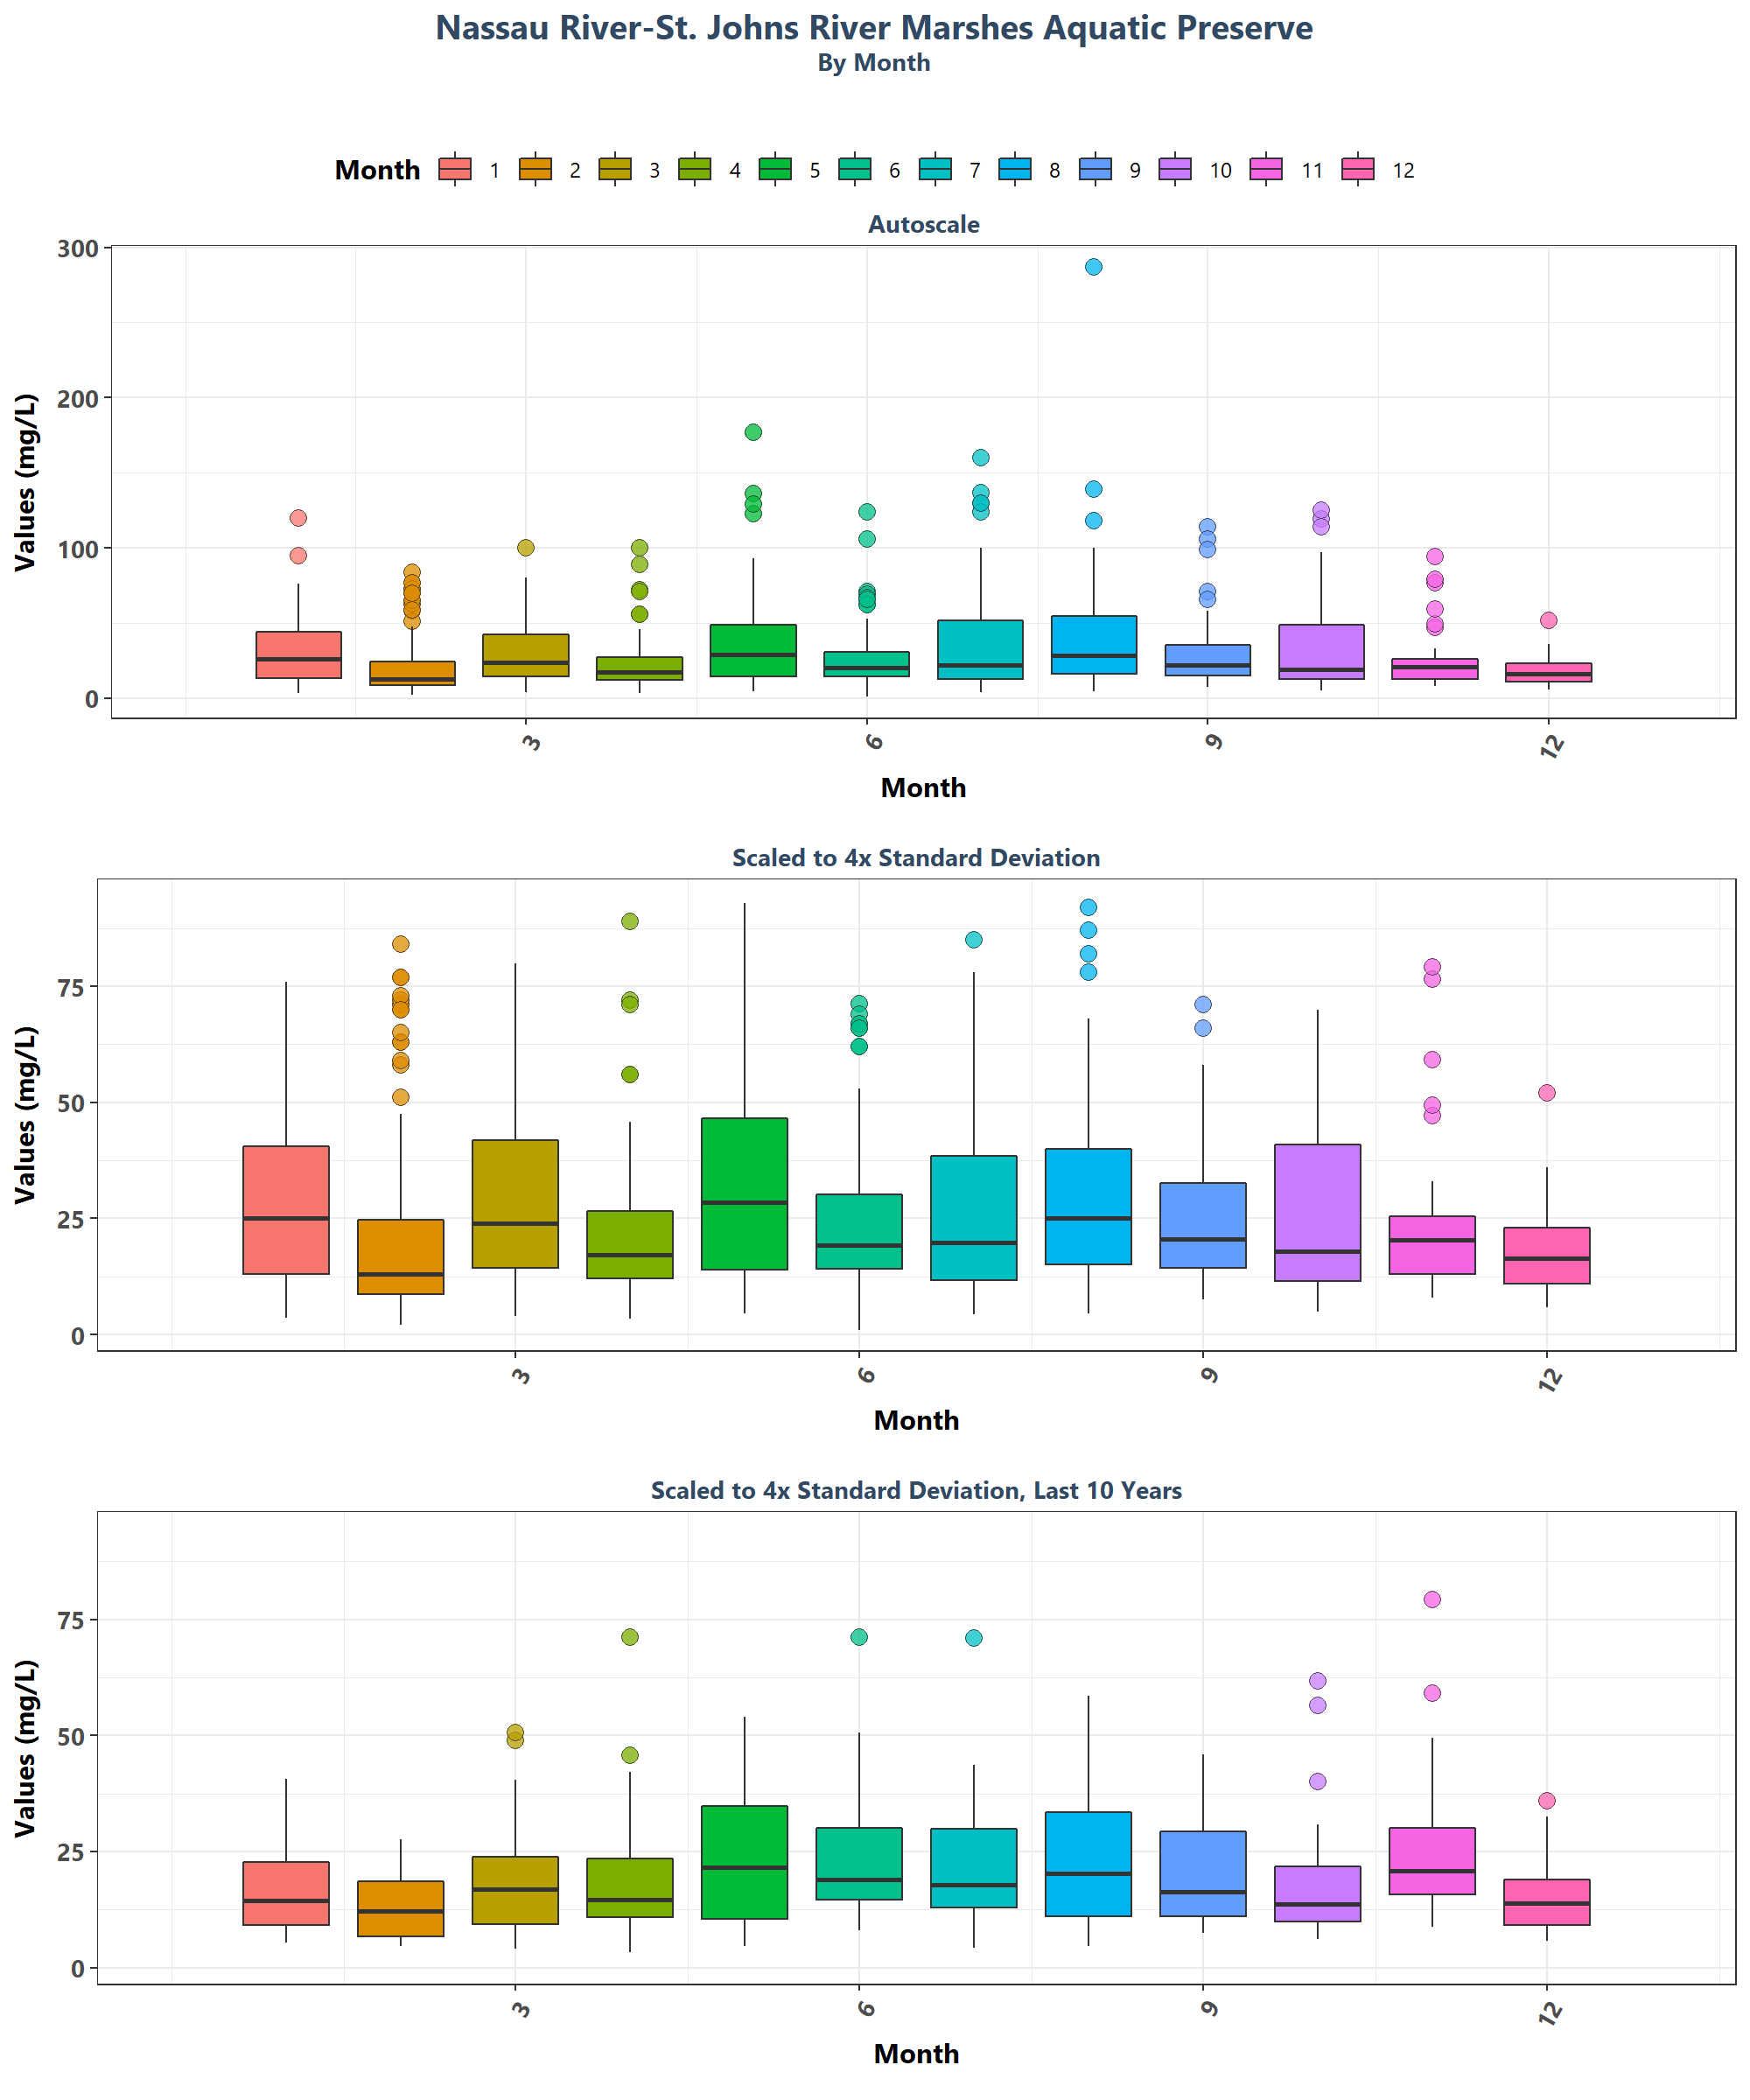 Nassau River-St. Johns River Marshes Aquatic Preserve
By Month
Month 1 2 3 4 5 6 7 8 9 10 11 12
Autoscale
Values (mg/L)
300
200
100
0
3 6 9 12
Month
Scaled to 4x Standard Deviation
Values (mg/L)
75
50
25
0
3 6 9 12
Month
Scaled to 4x Standard Deviation, Last 10 Years
Values (mg/L)
75
50
25
0
3 6 9 12
Month